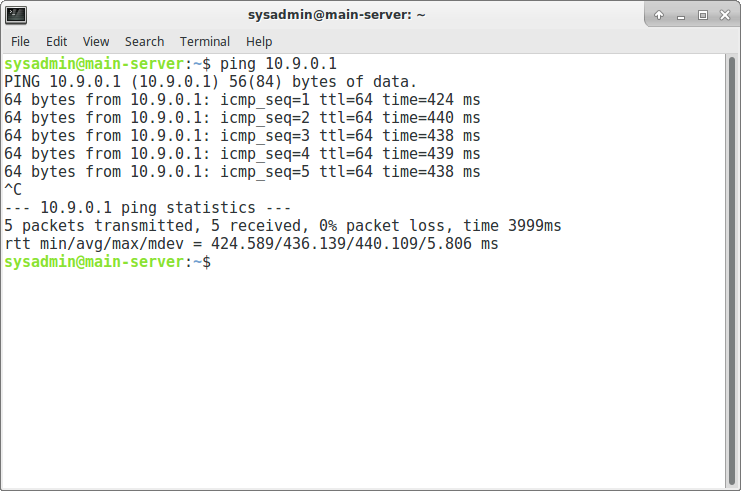 sysadmin@main-server: ~
File Edit View Search Terminal Help
sysadmin@main-server:~$ ping 10.9.0.1
PING 10.9.0.1 (10.9.0.1) 56(84) bytes of data.
64 bytes from 10.9.0.1: icmp_seq=1 ttl=64 time=424 ms
64 bytes from 10.9.0.1: icmp_seq=2 ttl=64 time=440 ms
64 bytes from 10.9.0.1: icmp_seq=3 ttl=64 time=438 ms
64 bytes from 10.9.0.1: icmp_seq=4 ttl=64 time=439 ms
64 bytes from 10.9.0.1: icmp_seq=5 ttl=64 time=438 ms
^C
--- 10.9.0.1 ping statistics ---
5 packets transmitted, 5 received, 0% packet loss, time 3999ms
rtt min/avg/max/mdev = 424.589/436.139/440.109/5.806 ms
sysadmin@main-server:~$